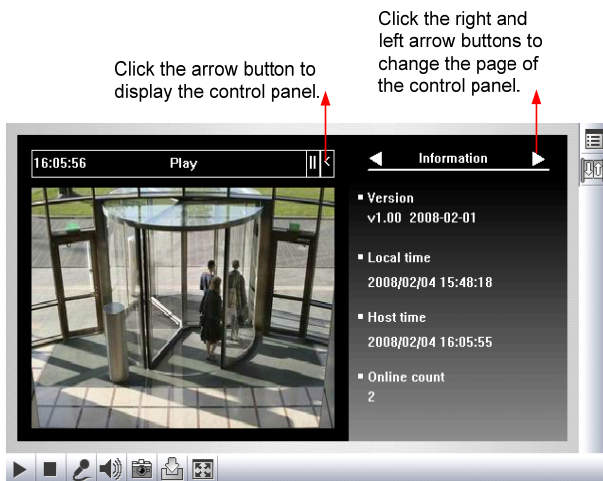 Click the right and
left arrow buttons to
change the page of
the control panel.
Click the arrow button to
display the control panel.
16:05:56 Play
Information
Version
v1.00 2008-02-01
Local time
2008/02/04 15:48:18
Host time
2008/02/04 16:05:55
Online count
2